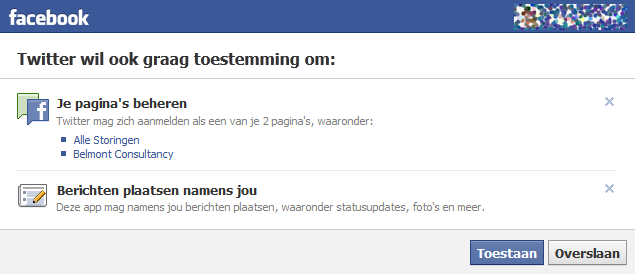 facebook
Twitter wil ook graag toestemming om:
Je pagina's beheren
Twitter mag zich aanmelden als een van je 2 pagina's, waaronder:
Alle Storingen
Belmont Consultancy
Berichten plaatsen namens jou
Deze app mag namens jou berichten plaatsen, waaronder statusupdates, foto's en meer.
Toestaan Overslaan